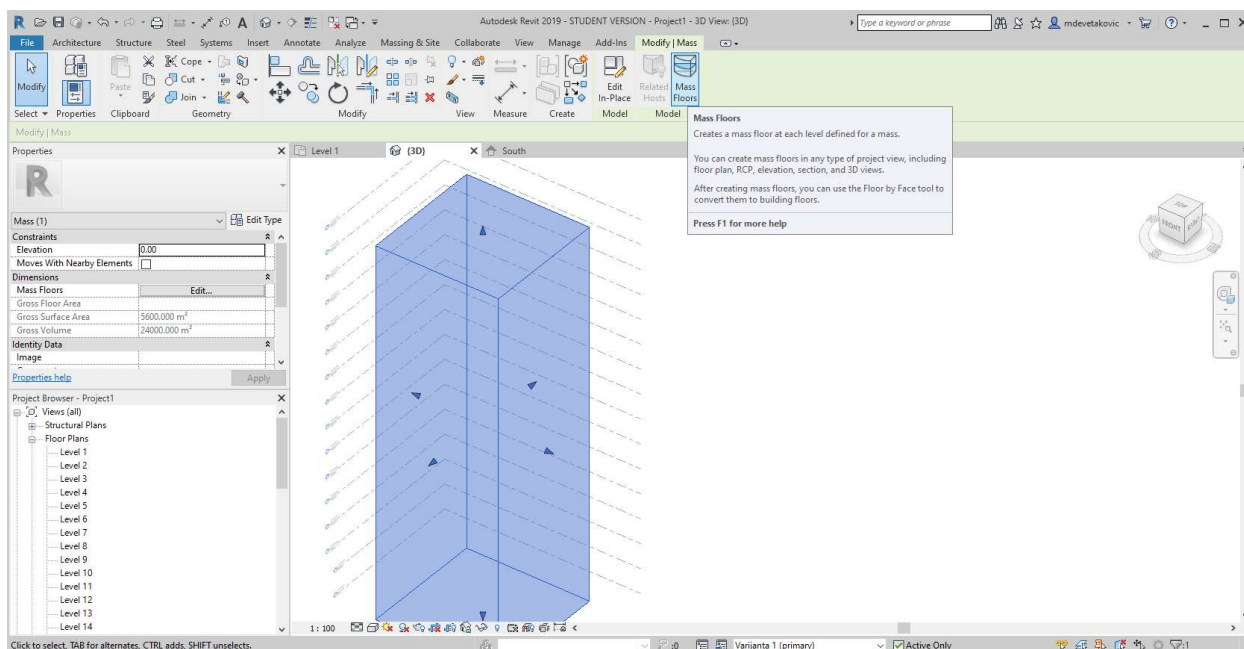 Autodesk Revit 2019 - STUDENT VERSION - Project1 - 3D View: {3D}
Type a keyword or phrase
mdevetakovic
File Architecture Structure Steel Systems Insert Annotate Analyze Massing & Site Collaborate View Manage Add-Ins Modify | Mass
Modify
Paste
Cope
Cut
Join
Edit In-Place
Related Hosts
Mass Floors
Select Properties Clipboard Geometry Modify View Measure Create Model Model
Modify | Mass
Mass Floors
Creates a mass floor at each level defined for a mass.
You can create mass floors in any type of project view, including
floor plan, RCP, elevation, section, and 3D views.
After creating mass floors, you can use the Floor by Face tool to
convert them to building floors.
Press F1 for more help
Properties
Level 1 {3D} South
R
Mass (1) Edit Type
Constraints
Elevation 0.00
Moves With Nearby Elements
Dimensions
Mass Floors Edit...
Gross Floor Area
Gross Surface Area 5600.000 m²
Gross Volume 24000.000 m³
Identity Data
Image
Properties help Apply
Project Browser - Project1
Views (all)
Structural Plans
Floor Plans
Level 1
Level 2
Level 3
Level 4
Level 5
Level 6
Level 7
Level 8
Level 9
Level 10
Level 11
Level 12
Level 13
Level 14
TOP
FRONT
1 : 100
Click to select, TAB for alternates, CTRL adds, SHIFT unselects.
:0
Varijanta 1 (primary)
Active Only
:1